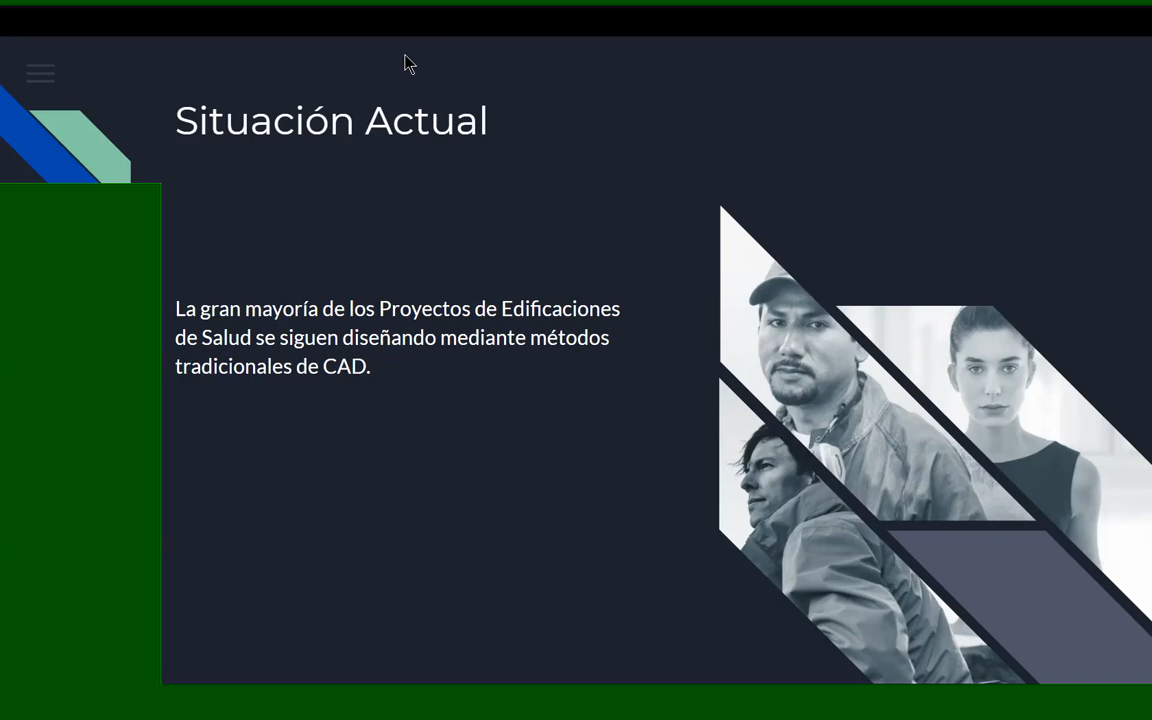 Situación Actual
La gran mayoría de los Proyectos de Edificaciones
de Salud se siguen diseñando mediante métodos
tradicionales de CAD.